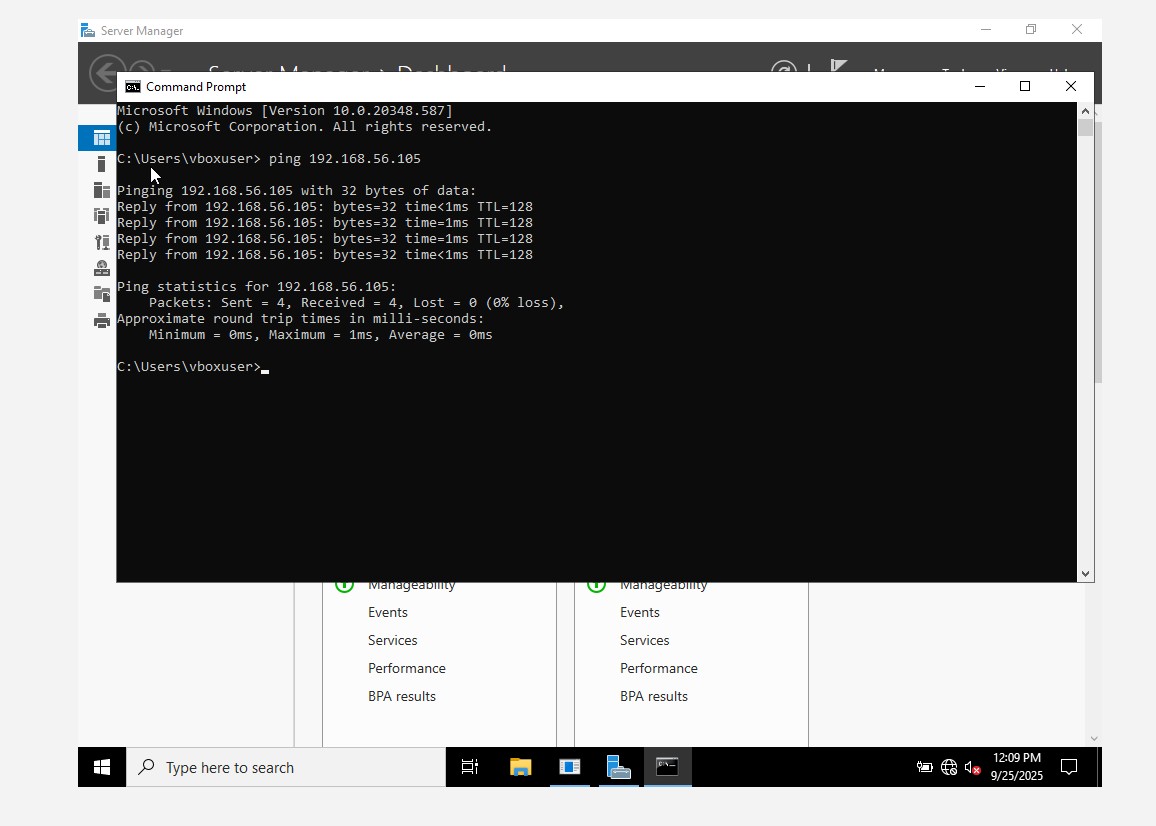 Server Manager
Server Manager › Dashboard
Command Prompt
Microsoft Windows [Version 10.0.20348.587]
(c) Microsoft Corporation. All rights reserved.
C:\Users\vboxuser> ping 192.168.56.105
Pinging 192.168.56.105 with 32 bytes of data:
Reply from 192.168.56.105: bytes=32 time<1ms TTL=128
Reply from 192.168.56.105: bytes=32 time=1ms TTL=128
Reply from 192.168.56.105: bytes=32 time=1ms TTL=128
Reply from 192.168.56.105: bytes=32 time<1ms TTL=128
Ping statistics for 192.168.56.105:
    Packets: Sent = 4, Received = 4, Lost = 0 (0% loss),
Approximate round trip times in milli-seconds:
    Minimum = 0ms, Maximum = 1ms, Average = 0ms
C:\Users\vboxuser>
Manageability Manageability
Events Events
Services Services
Performance Performance
BPA results BPA results
Type here to search
12:09 PM
9/25/2025